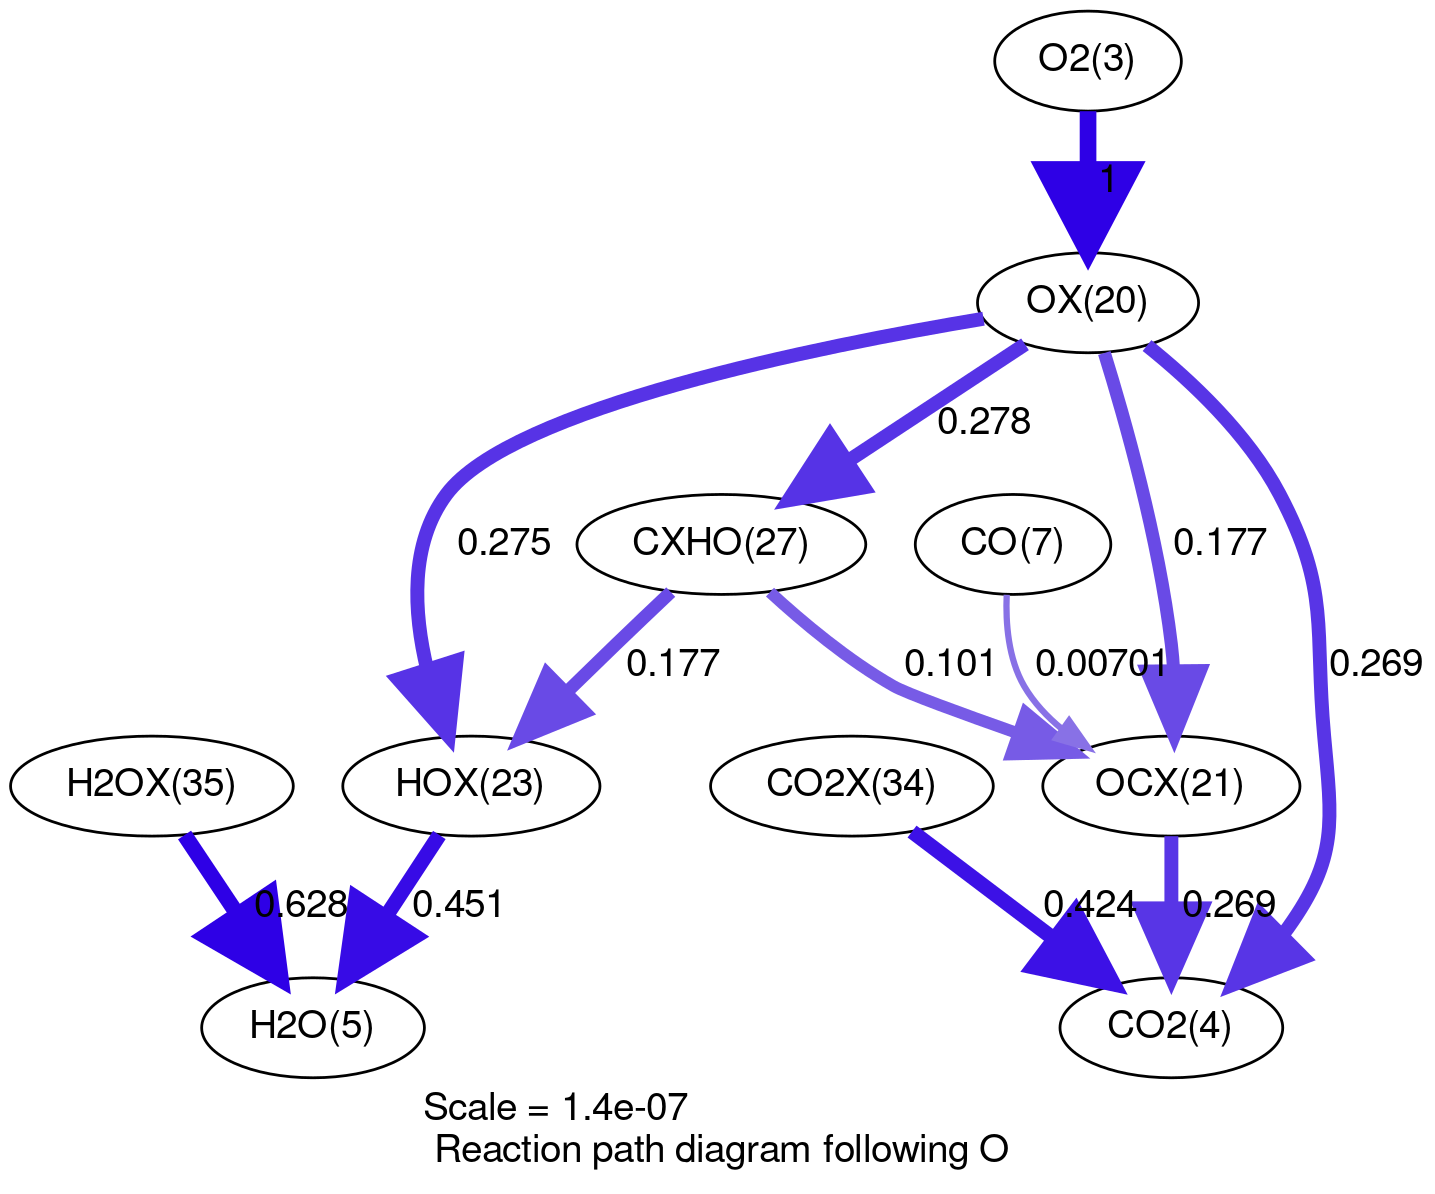 O2(3)
1
OX(20)
0.278
0.275
CXHO(27)
CO(7)
0.177
0.177
0.101
0.00701
0.269
H2OX(35)
HOX(23)
CO2X(34)
OCX(21)
0.628
0.451
0.424
0.269
H2O(5)
CO2(4)
Scale = 1.4e-07
Reaction path diagram following O